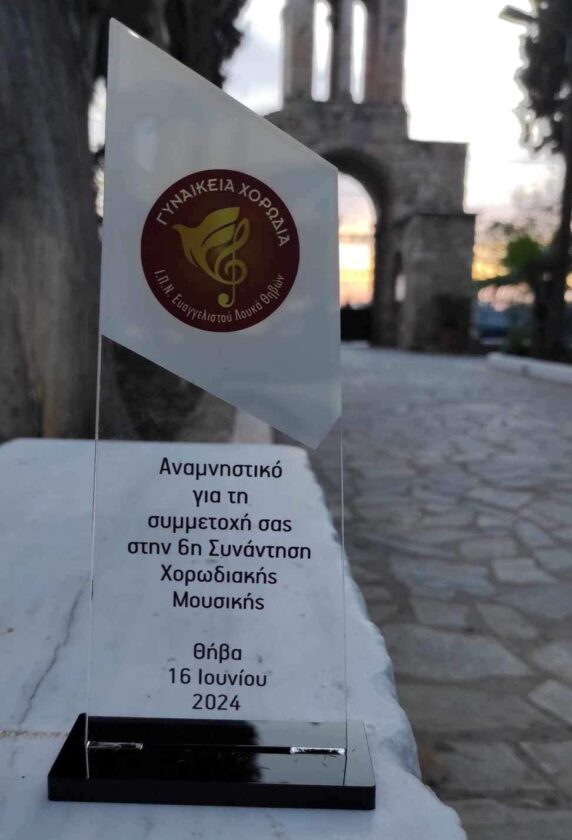 ΓΥΝΑΙΚΕΙΑ ΧΟΡΩΔΙΑ
Ι.Π.Ν. Ευαγγελιστού Λουκά Θηβών
Αναμνηστικό
για τη
συμμετοχή σας
στην 6η Συνάντηση
Χορωδιακής
Μουσικής
Θήβα
16 Ιουνίου
2024